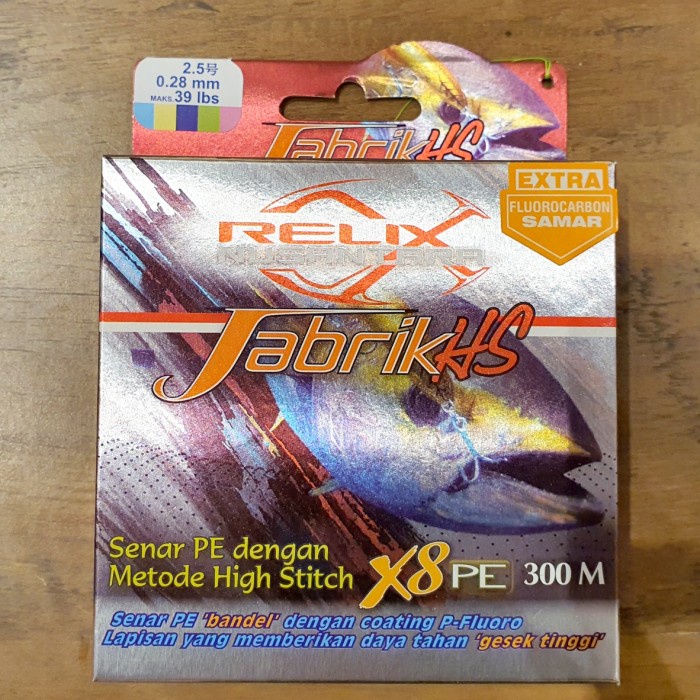 2.5号
0.28 mm
MAKS. 39 lbs
JabrikHS
EXTRA
FLUOROCARBON
SAMAR
RELIX
NUSANTARA
JabrikHS
Senar PE dengan
Metode High Stitch
X8 PE 300 M
Senar PE 'bandel' dengan coating P-Fluoro
Lapisan yang memberikan daya tahan 'gesek tinggi'